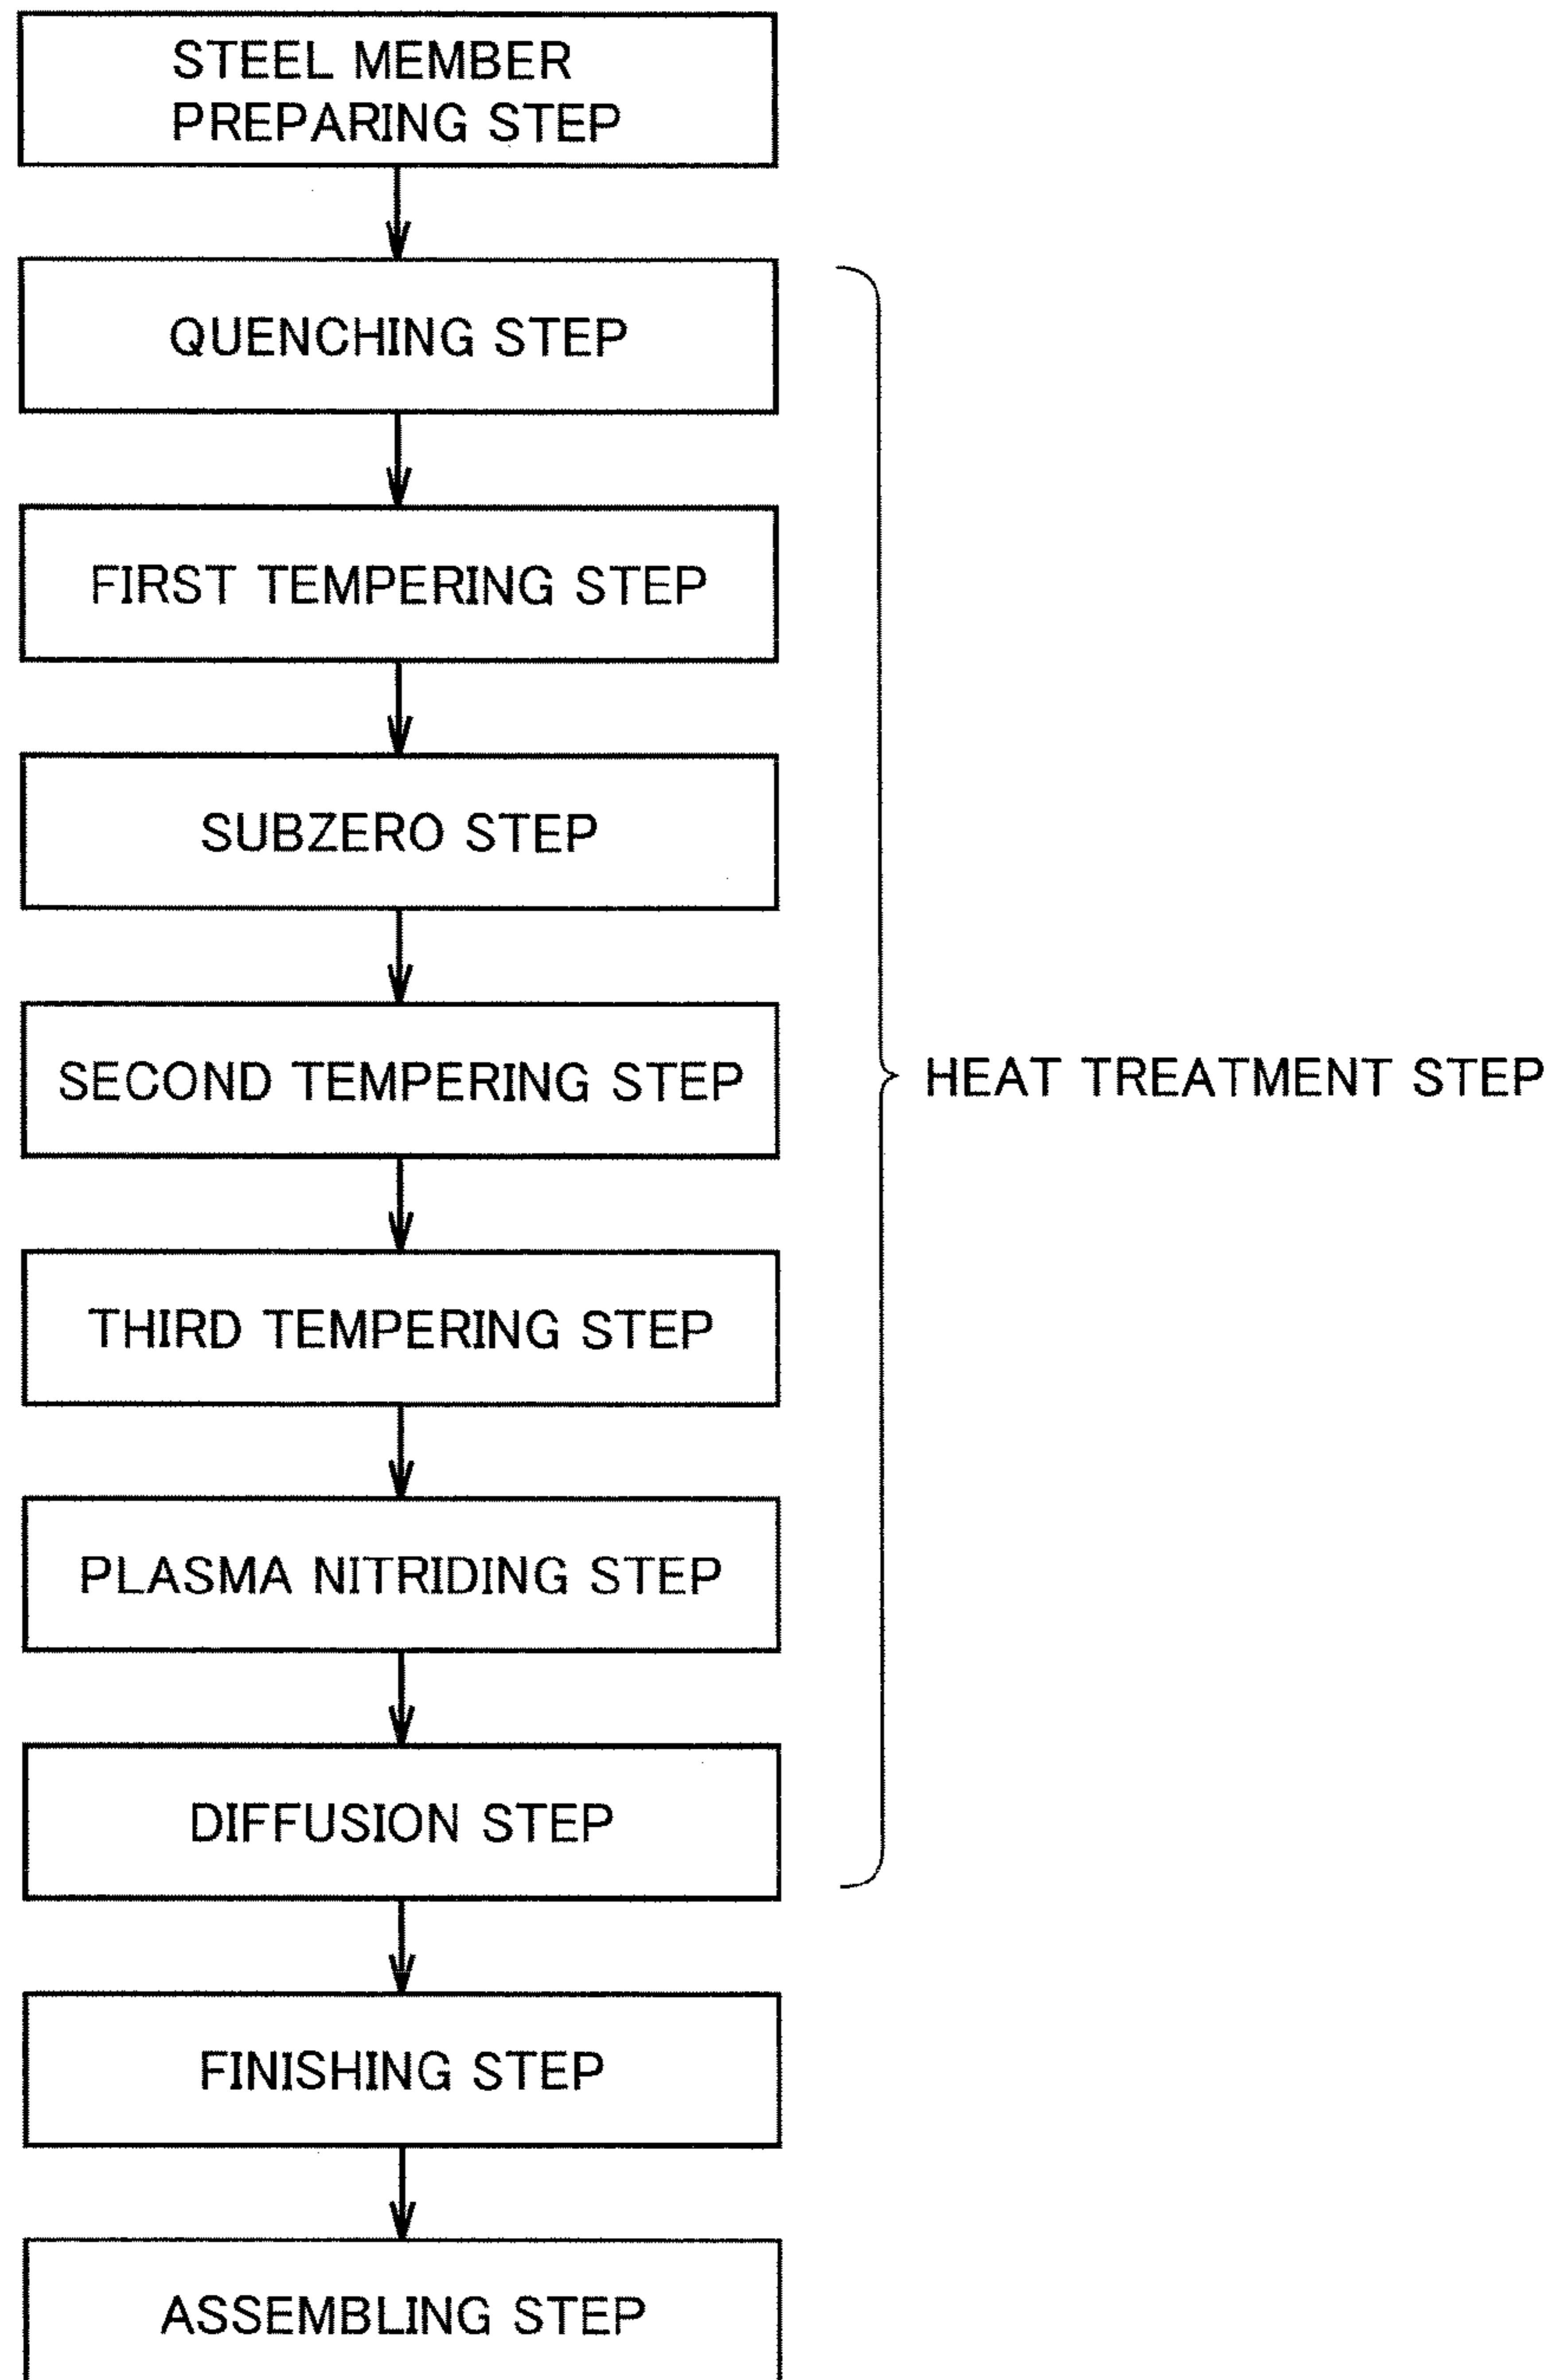 STEEL MEMBER
PREPARING STEP
QUENCHING STEP
FIRST TEMPERING STEP
SUBZERO STEP
SECOND TEMPERING STEP
HEAT TREATMENT STEP
THIRD TEMPERING STEP
PLASMA NITRIDING STEP
DIFFUSION STEP
FINISHING STEP
ASSEMBLING STEP